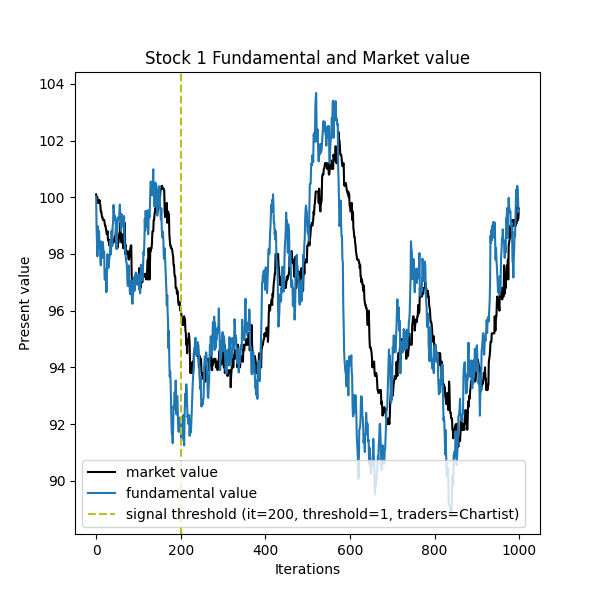 Stock 1 Fundamental and Market value
104
102
100
98
96
94
92
90
Present value
market value
fundamental value
signal threshold (it=200, threshold=1, traders=Chartist)
0 200 400 600 800 1000
Iterations